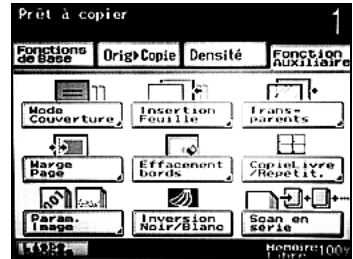 Prêt à copier
1
Fonctions de Base
Orig▸Copie
Densité
Fonction Auxiliaire
Mode Couverture
Insertion Feuille
Trans-parents
Marge Page
Effacement bords
CopieLivre /Répétit.
Param. Image
Inversion Noir/Blanc
Scan en série
Mémoire Libre 100%